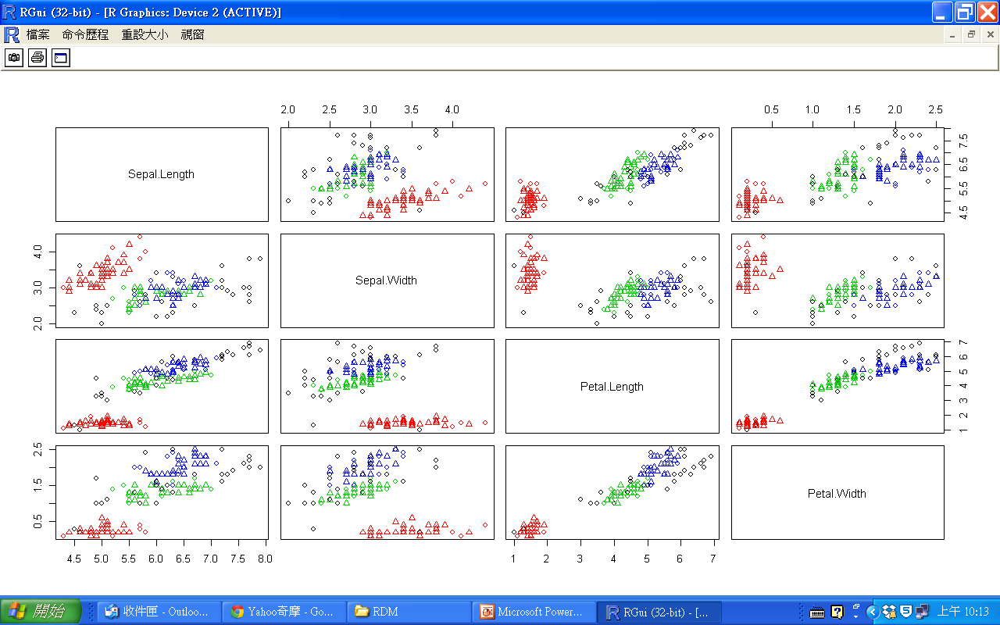 RGui (32-bit) - [R Graphics: Device 2 (ACTIVE)]
檔案 命令歷程 重設大小 視窗
2.0 2.5 3.0 3.5 4.0
0.5 1.0 1.5 2.0 2.5
Sepal.Length
4.5 5.5 6.5 7.5
2.0 3.0 4.0
Sepal.Width
Petal.Length
1 2 3 4 5 6 7
0.5 1.5 2.5
Petal.Width
4.5 5.0 5.5 6.0 6.5 7.0 7.5 8.0
1 2 3 4 5 6 7
開始 收件匣 - Outloo... Yahoo奇摩 - Go... RDM Microsoft Power... RGui (32-bit) - [... 上午 10:13